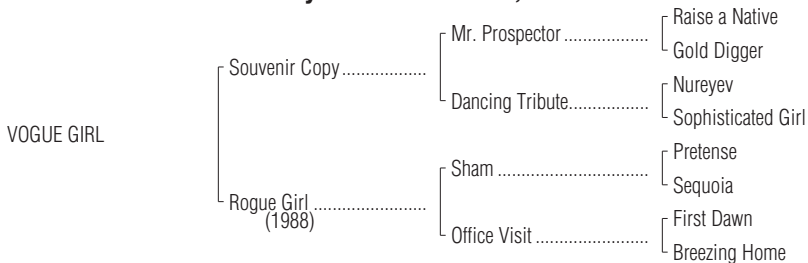 Raise a Native
Mr. Prospector ..................
Gold Digger
Souvenir Copy ..................
Nureyev
Dancing Tribute.................
Sophisticated Girl
VOGUE GIRL
Pretense
Sham ................................
Sequoia
Rogue Girl ........................
(1988)
First Dawn
Office Visit ........................
Breezing Home